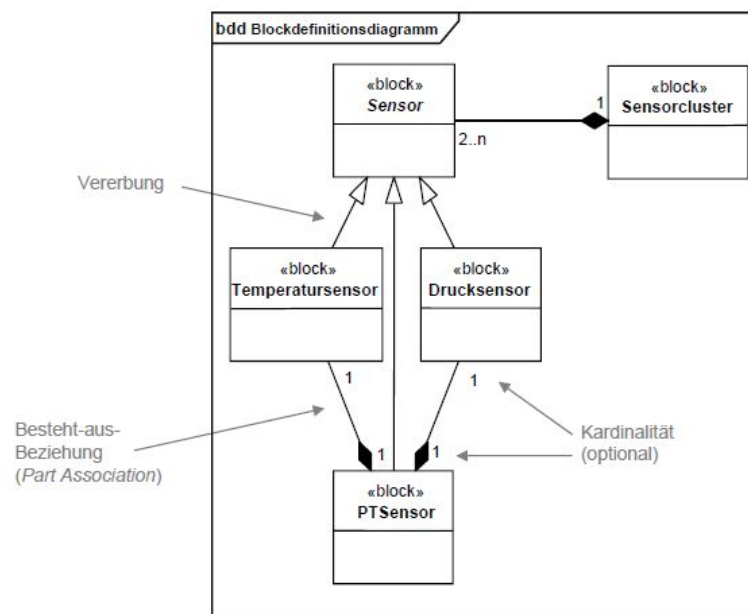 bdd Blockdefinitionsdiagramm
«block»
Sensor
«block»
Sensorcluster
1
2..n
Vererbung
«block»
Temperatursensor
«block»
Drucksensor
1
1
Besteht-aus-
Beziehung
(Part Association)
Kardinalität
(optional)
1
1
«block»
PTSensor